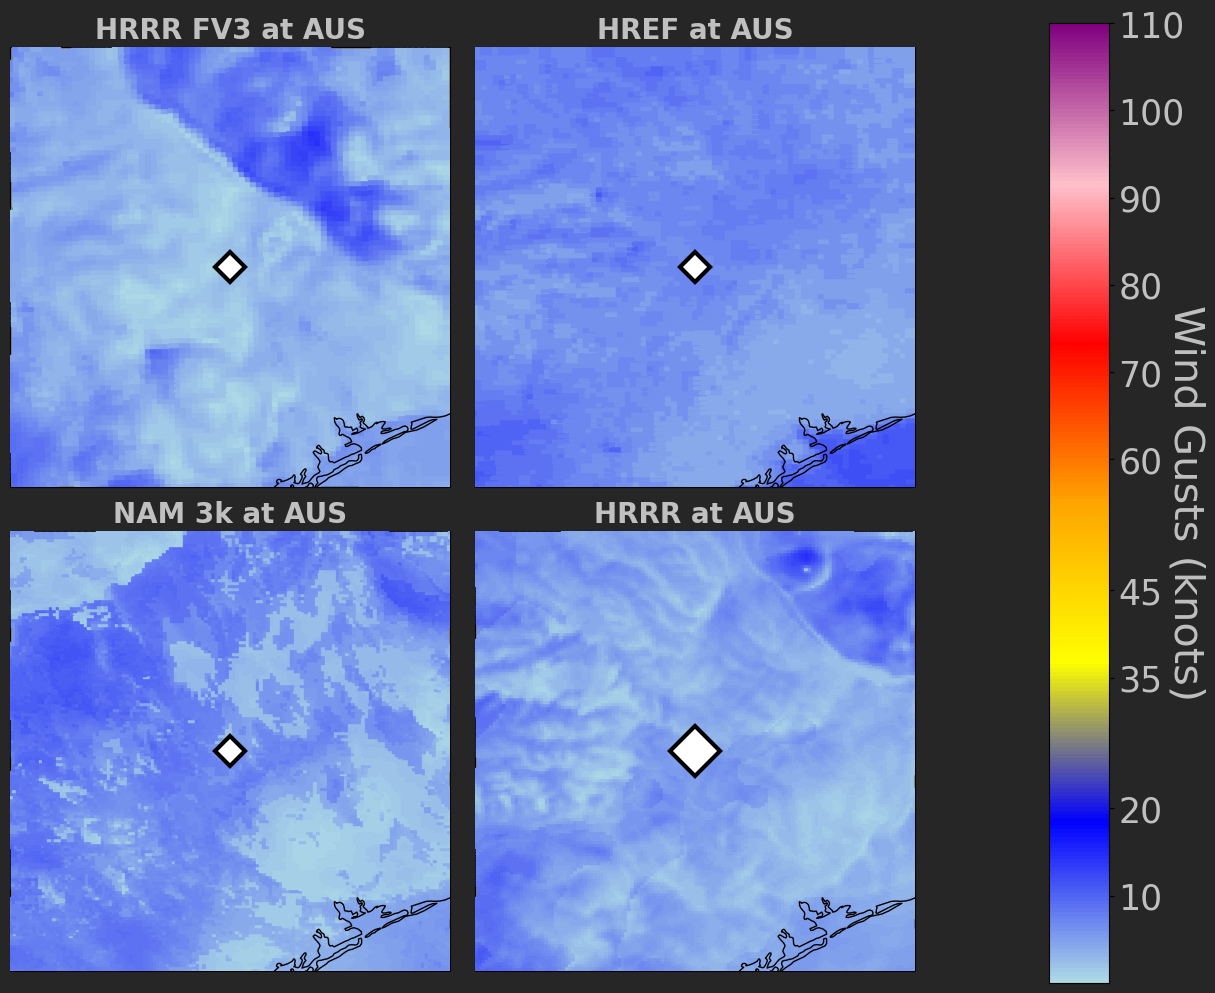 HRRR FV3 at AUS
HREF at AUS
NAM 3k at AUS
HRRR at AUS
110
100
90
80
70
60
45
35
20
10
Wind Gusts (knots)